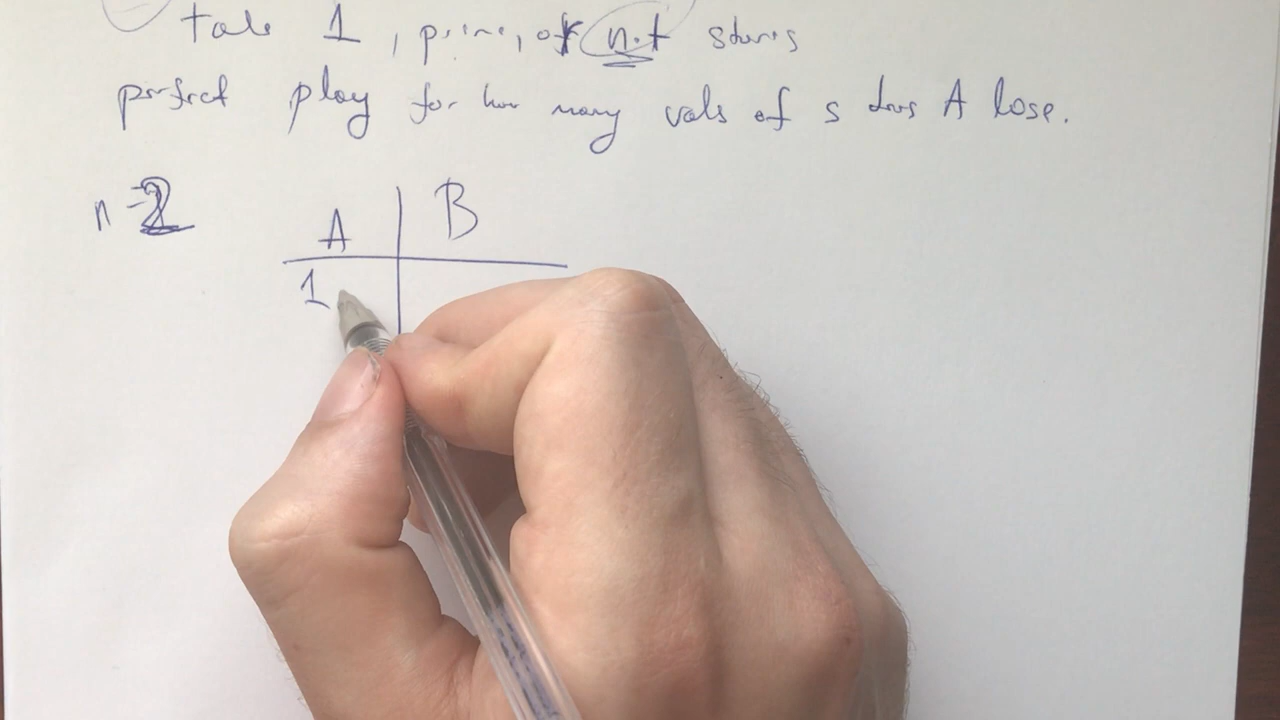 take 1, prime, or n.t stones
perfect play for how many vals of s does A lose.
n=2
A B
1